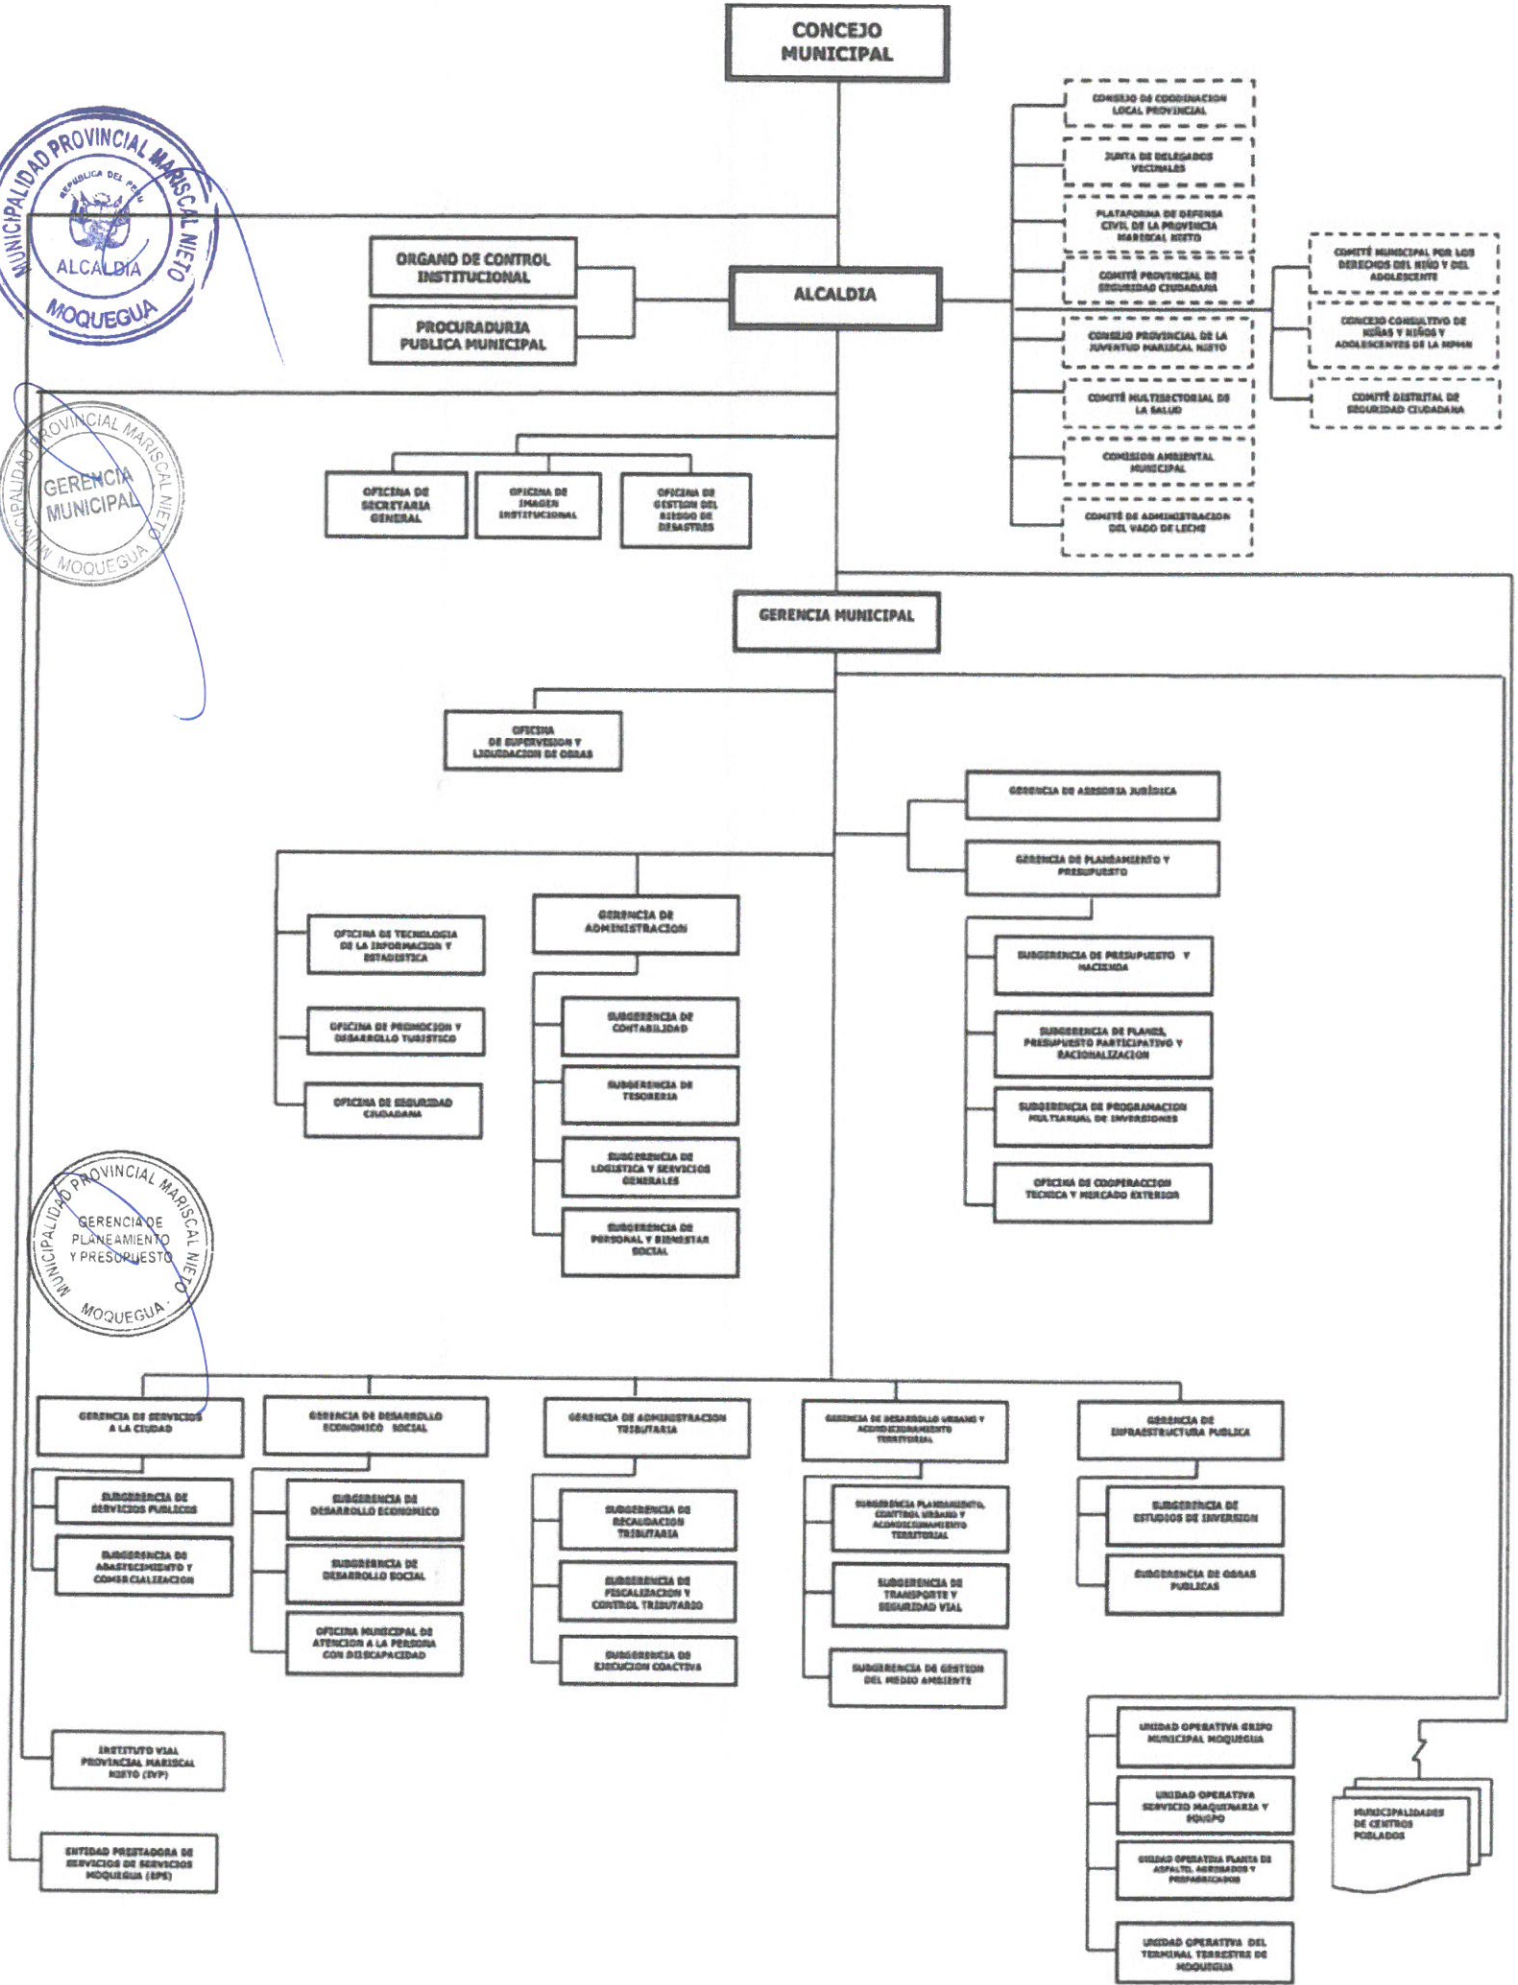 CONCEJO
MUNICIPAL
CONSEJO DE COODINACION
LOCAL PROVINCIAL
JUNTA DE DELEGADOS
VECINALES
PLATAFORMA DE DEFENSA
CIVIL DE LA PROVINCIA
MARISCAL NIETO
COMITÉ PROVINCIAL DE
SEGURIDAD CIUDADANA
CONSEJO PROVINCIAL DE LA
JUVENTUD MARISCAL NIETO
COMITÉ MULTISECTORIAL DE
LA SALUD
COMISION AMBIENTAL
MUNICIPAL
COMITÉ DE ADMINISTRACION
DEL VASO DE LECHE
COMITÉ MUNICIPAL POR LOS
DERECHOS DEL NIÑO Y DEL
ADOLESCENTE
CONCEJO CONSULTIVO DE
NIÑAS Y NIÑOS Y
ADOLESCENTES DE LA MPMN
COMITÉ DISTRITAL DE
SEGURIDAD CIUDADANA
MUNICIPALIDAD PROVINCIAL MARISCAL NIETO
REPUBLICA DEL PERU
ALCALDÍA
MOQUEGUA
ORGANO DE CONTROL
INSTITUCIONAL
PROCURADURIA
PUBLICA MUNICIPAL
ALCALDIA
MUNICIPALIDAD PROVINCIAL MARISCAL NIETO
GERENCIA
MUNICIPAL
MOQUEGUA
OFICINA DE
SECRETARIA
GENERAL
OFICINA DE
IMAGEN
INSTITUCIONAL
OFICINA DE
GESTION DEL
RIESGO DE
DESASTRES
GERENCIA MUNICIPAL
OFICINA
DE SUPERVISION Y
LIQUIDACION DE OBRAS
GERENCIA DE ASESORIA JURÍDICA
GERENCIA DE PLANEAMIENTO Y
PRESUPUESTO
SUBGERENCIA DE PRESUPUESTO Y
HACIENDA
SUBGERENCIA DE PLANES,
PRESUPUESTO PARTICIPATIVO Y
RACIONALIZACION
SUBGERENCIA DE PROGRAMACION
MULTIANUAL DE INVERSIONES
OFICINA DE COOPERACCION
TECNICA Y MERCADO EXTERIOR
OFICINA DE TECNOLOGIA
DE LA INFORMACION Y
ESTADISTICA
OFICINA DE PROMOCION Y
DESARROLLO TURISTICO
OFICINA DE SEGURIDAD
CIUDADANA
GERENCIA DE
ADMINISTRACION
SUBGERENCIA DE
CONTABILIDAD
SUBGERENCIA DE
TESORERIA
SUBGERENCIA DE
LOGISTICA Y SERVICIOS
GENERALES
SUBGERENCIA DE
PERSONAL Y BIENESTAR
SOCIAL
MUNICIPALIDAD PROVINCIAL MARISCAL NIETO
GERENCIA DE
PLANEAMIENTO
Y PRESUPUESTO
MOQUEGUA
GERENCIA DE SERVICIOS
A LA CIUDAD
SUBGERENCIA DE
SERVICIOS PUBLICOS
SUBGERENCIA DE
ABASTECIMIENTO Y
COMERCIALIZACION
GERENCIA DE DESARROLLO
ECONOMICO SOCIAL
SUBGERENCIA DE
DESARROLLO ECONOMICO
SUBGERENCIA DE
DESARROLLO SOCIAL
OFICINA MUNICIPAL DE
ATENCION A LA PERSONA
CON DISCAPACIDAD
GERENCIA DE ADMINISTRACION
TRIBUTARIA
SUBGERENCIA DE
RECAUDACION
TRIBUTARIA
SUBGERENCIA DE
FISCALIZACION Y
CONTROL TRIBUTARIO
SUBGERENCIA DE
EJECUCION COACTIVA
GERENCIA DE DESARROLLO URBANO Y
ACONDICIONAMIENTO
TERRITORIAL
SUBGERENCIA PLANEAMIENTO,
CONTROL URBANO Y
ACONDICIONAMIENTO
TERRITORIAL
SUBGERENCIA DE
TRANSPORTE Y
SEGURIDAD VIAL
SUBGERENCIA DE GESTION
DEL MEDIO AMBIENTE
GERENCIA DE
INFRAESTRUCTURA PUBLICA
SUBGERENCIA DE
ESTUDIOS DE INVERSION
SUBGERENCIA DE OBRAS
PUBLICAS
INSTITUTO VIAL
PROVINCIAL MARISCAL
NIETO (IVP)
ENTIDAD PRESTADORA DE
SERVICIOS DE SERVICIOS
MOQUEGUA (EPS)
UNIDAD OPERATIVA GRIFO
MUNICIPAL MOQUEGUA
UNIDAD OPERATIVA
SERVICIO MAQUINARIA Y
EQUIPO
UNIDAD OPERATIVA PLANTA DE
ASFALTO, AGREGADOS Y
PREFABRICADOS
UNIDAD OPERATIVA DEL
TERMINAL TERRESTRE DE
MOQUEGUA
MUNICIPALIDADES
DE CENTROS
POBLADOS